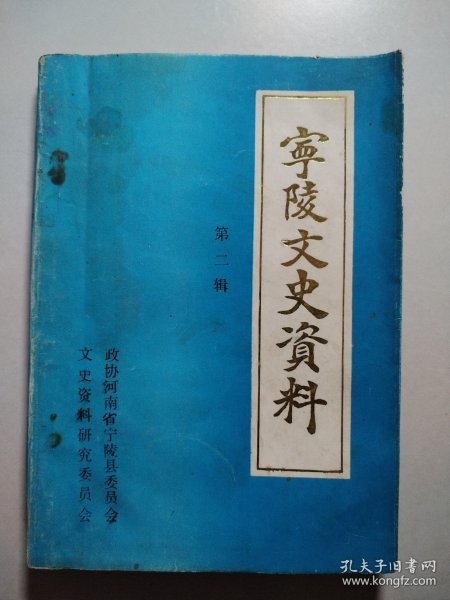 寧陵文史資料
第二辑
政协河南省宁陵县委员会
文史资料研究委员会
孔夫子旧书网
www.kongfz.com